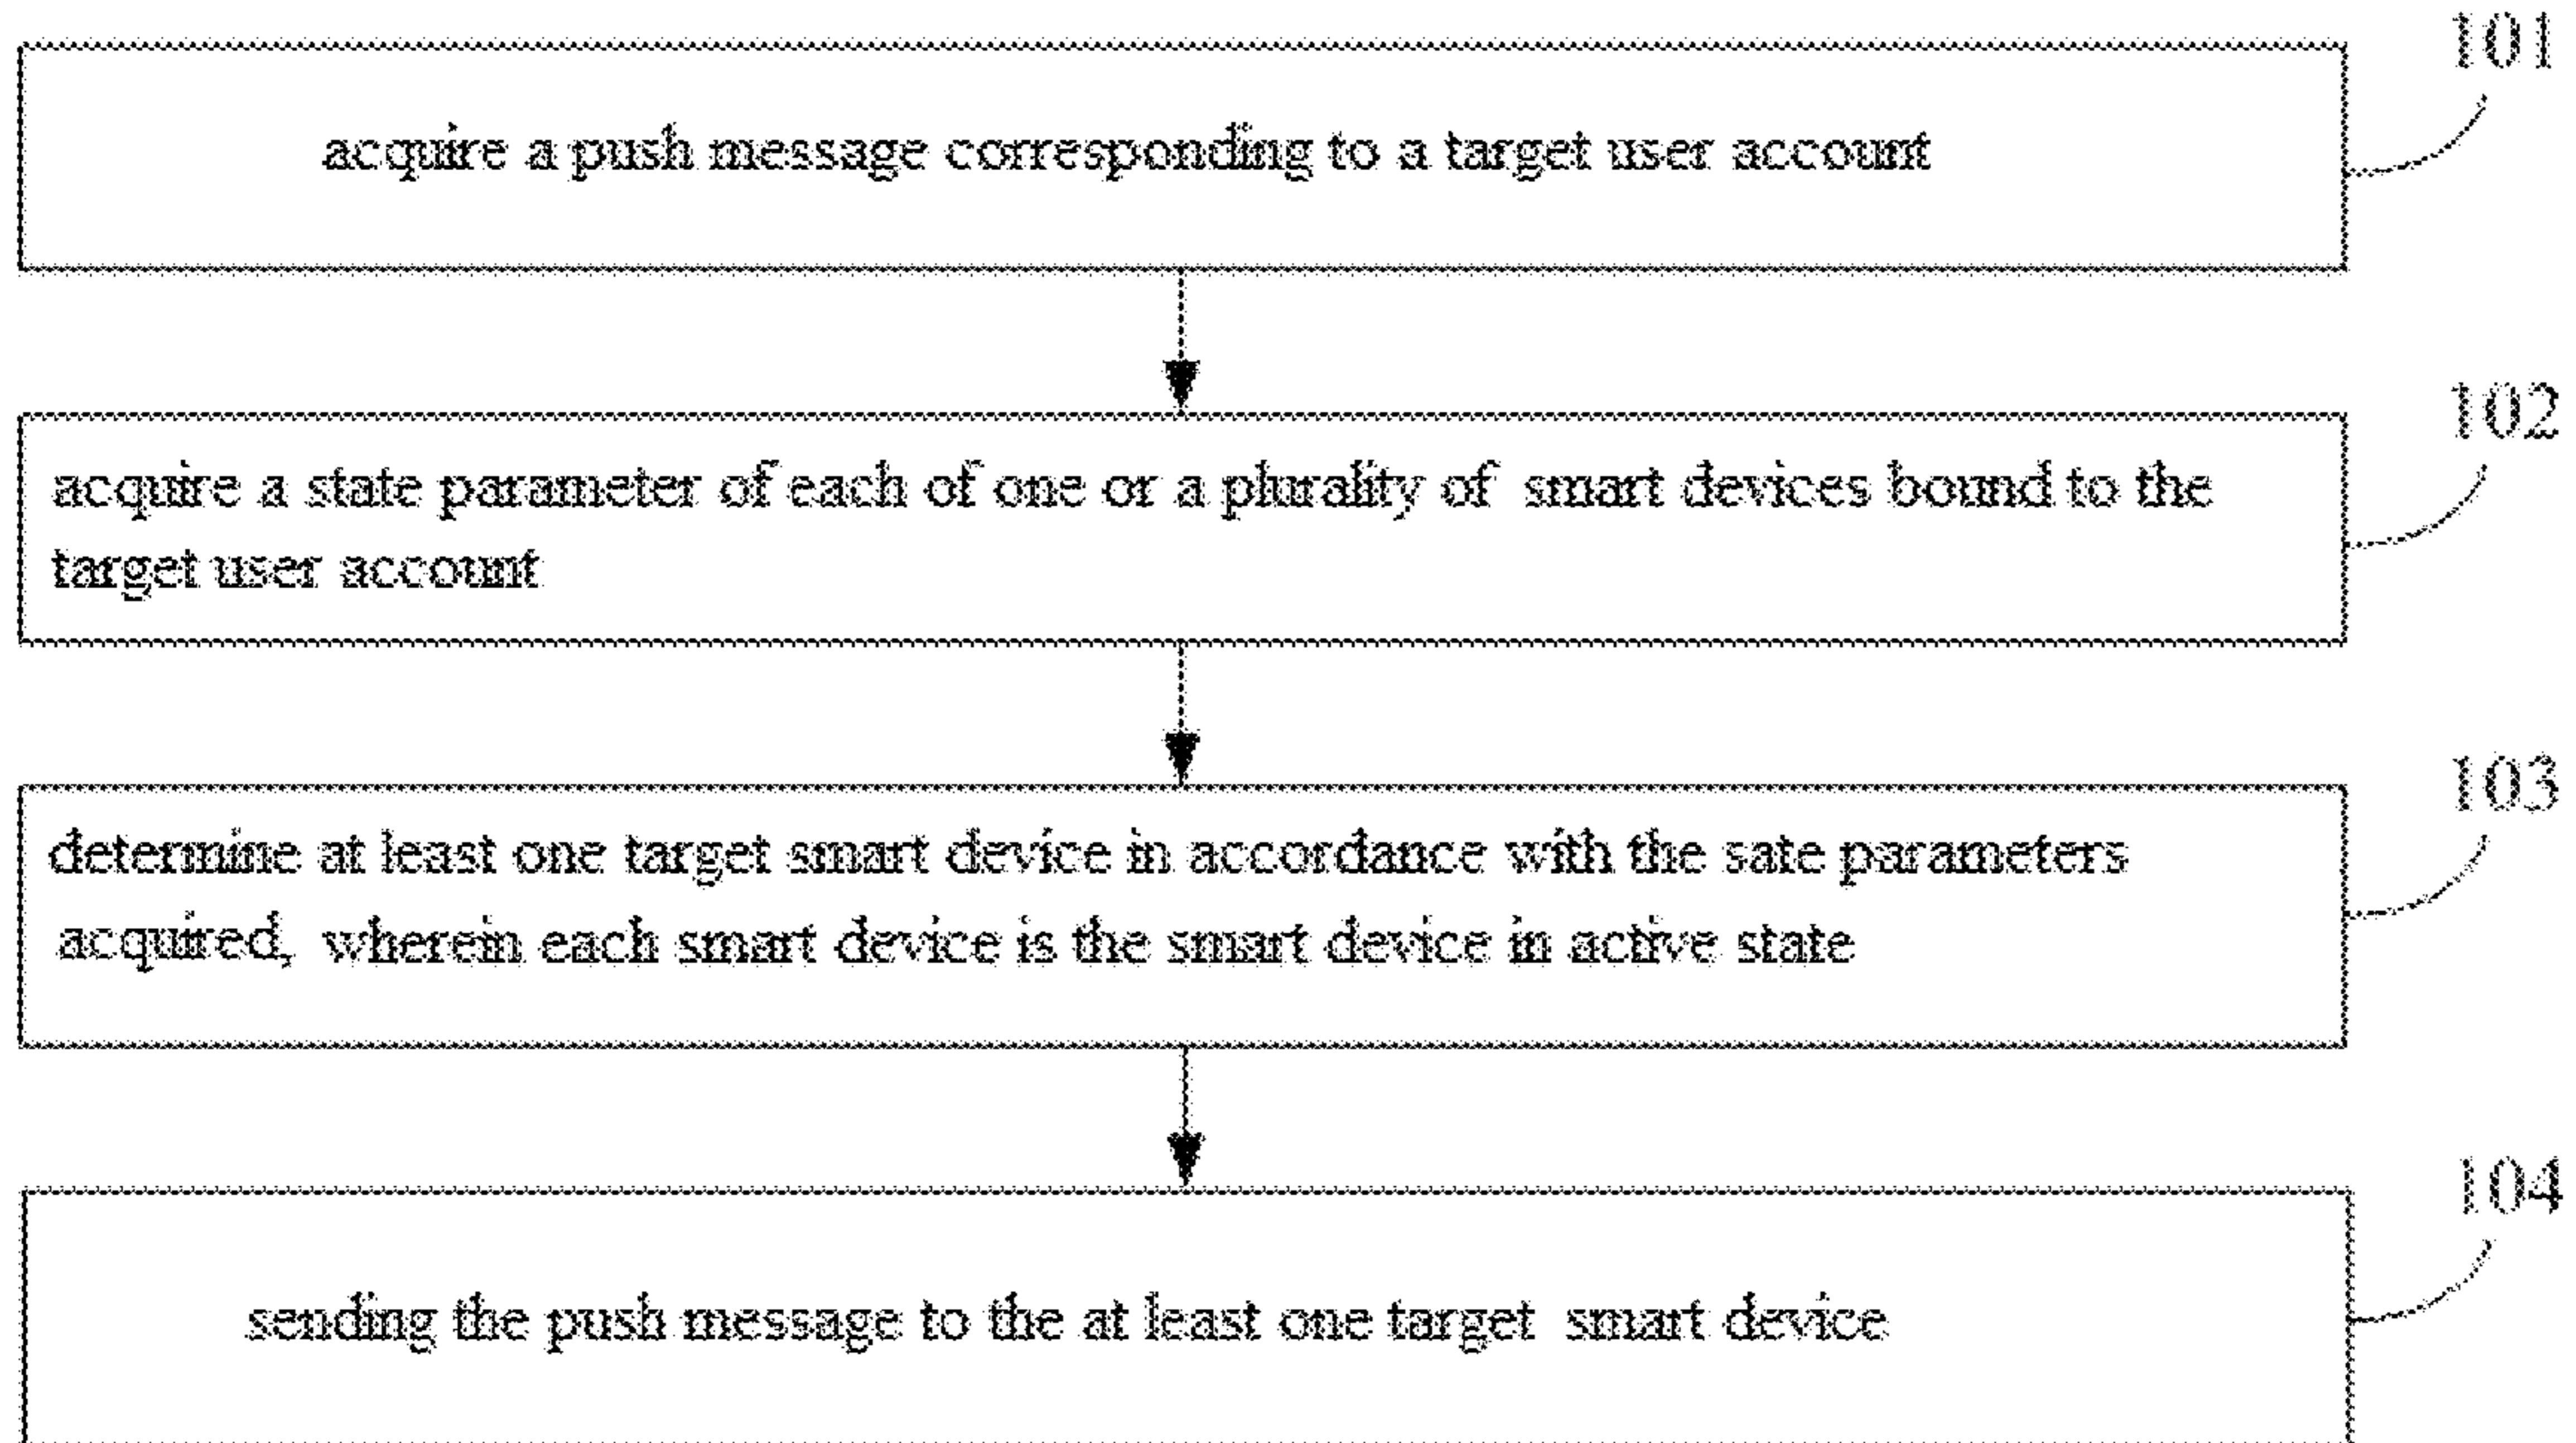 101
acquire a push message corresponding to a target user account
102
acquire a state parameter of each of one or a plurality of smart devices bound to the
target user account
103
determine at least one target smart device in accordance with the sate parameters
acquired, wherein each smart device is the smart device in active state
104
sending the push message to the at least one target smart device